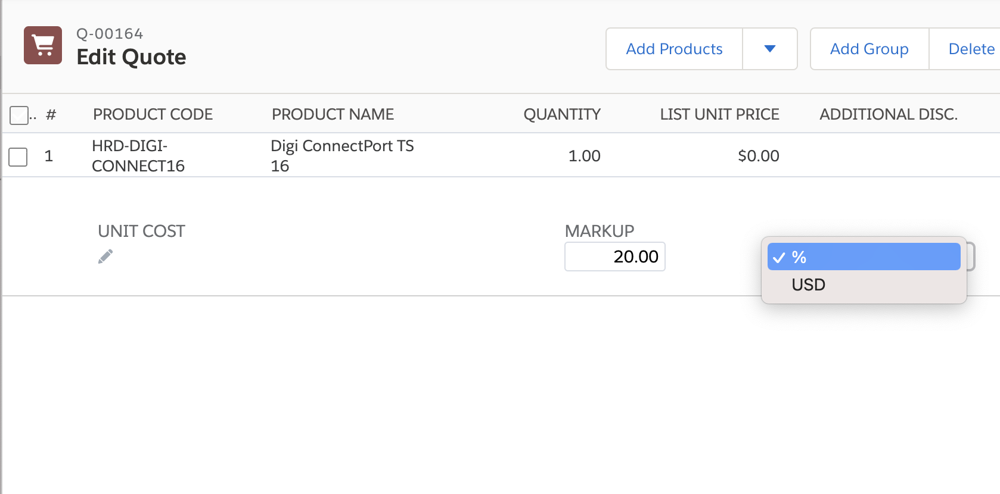 Q-00164
Edit Quote
Add Products
Add Group
Delete
.. # PRODUCT CODE PRODUCT NAME QUANTITY LIST UNIT PRICE ADDITIONAL DISC.
1 HRD-DIGI-
CONNECT16
Digi ConnectPort TS
16
1.00 $0.00
UNIT COST
MARKUP
20.00
%
USD